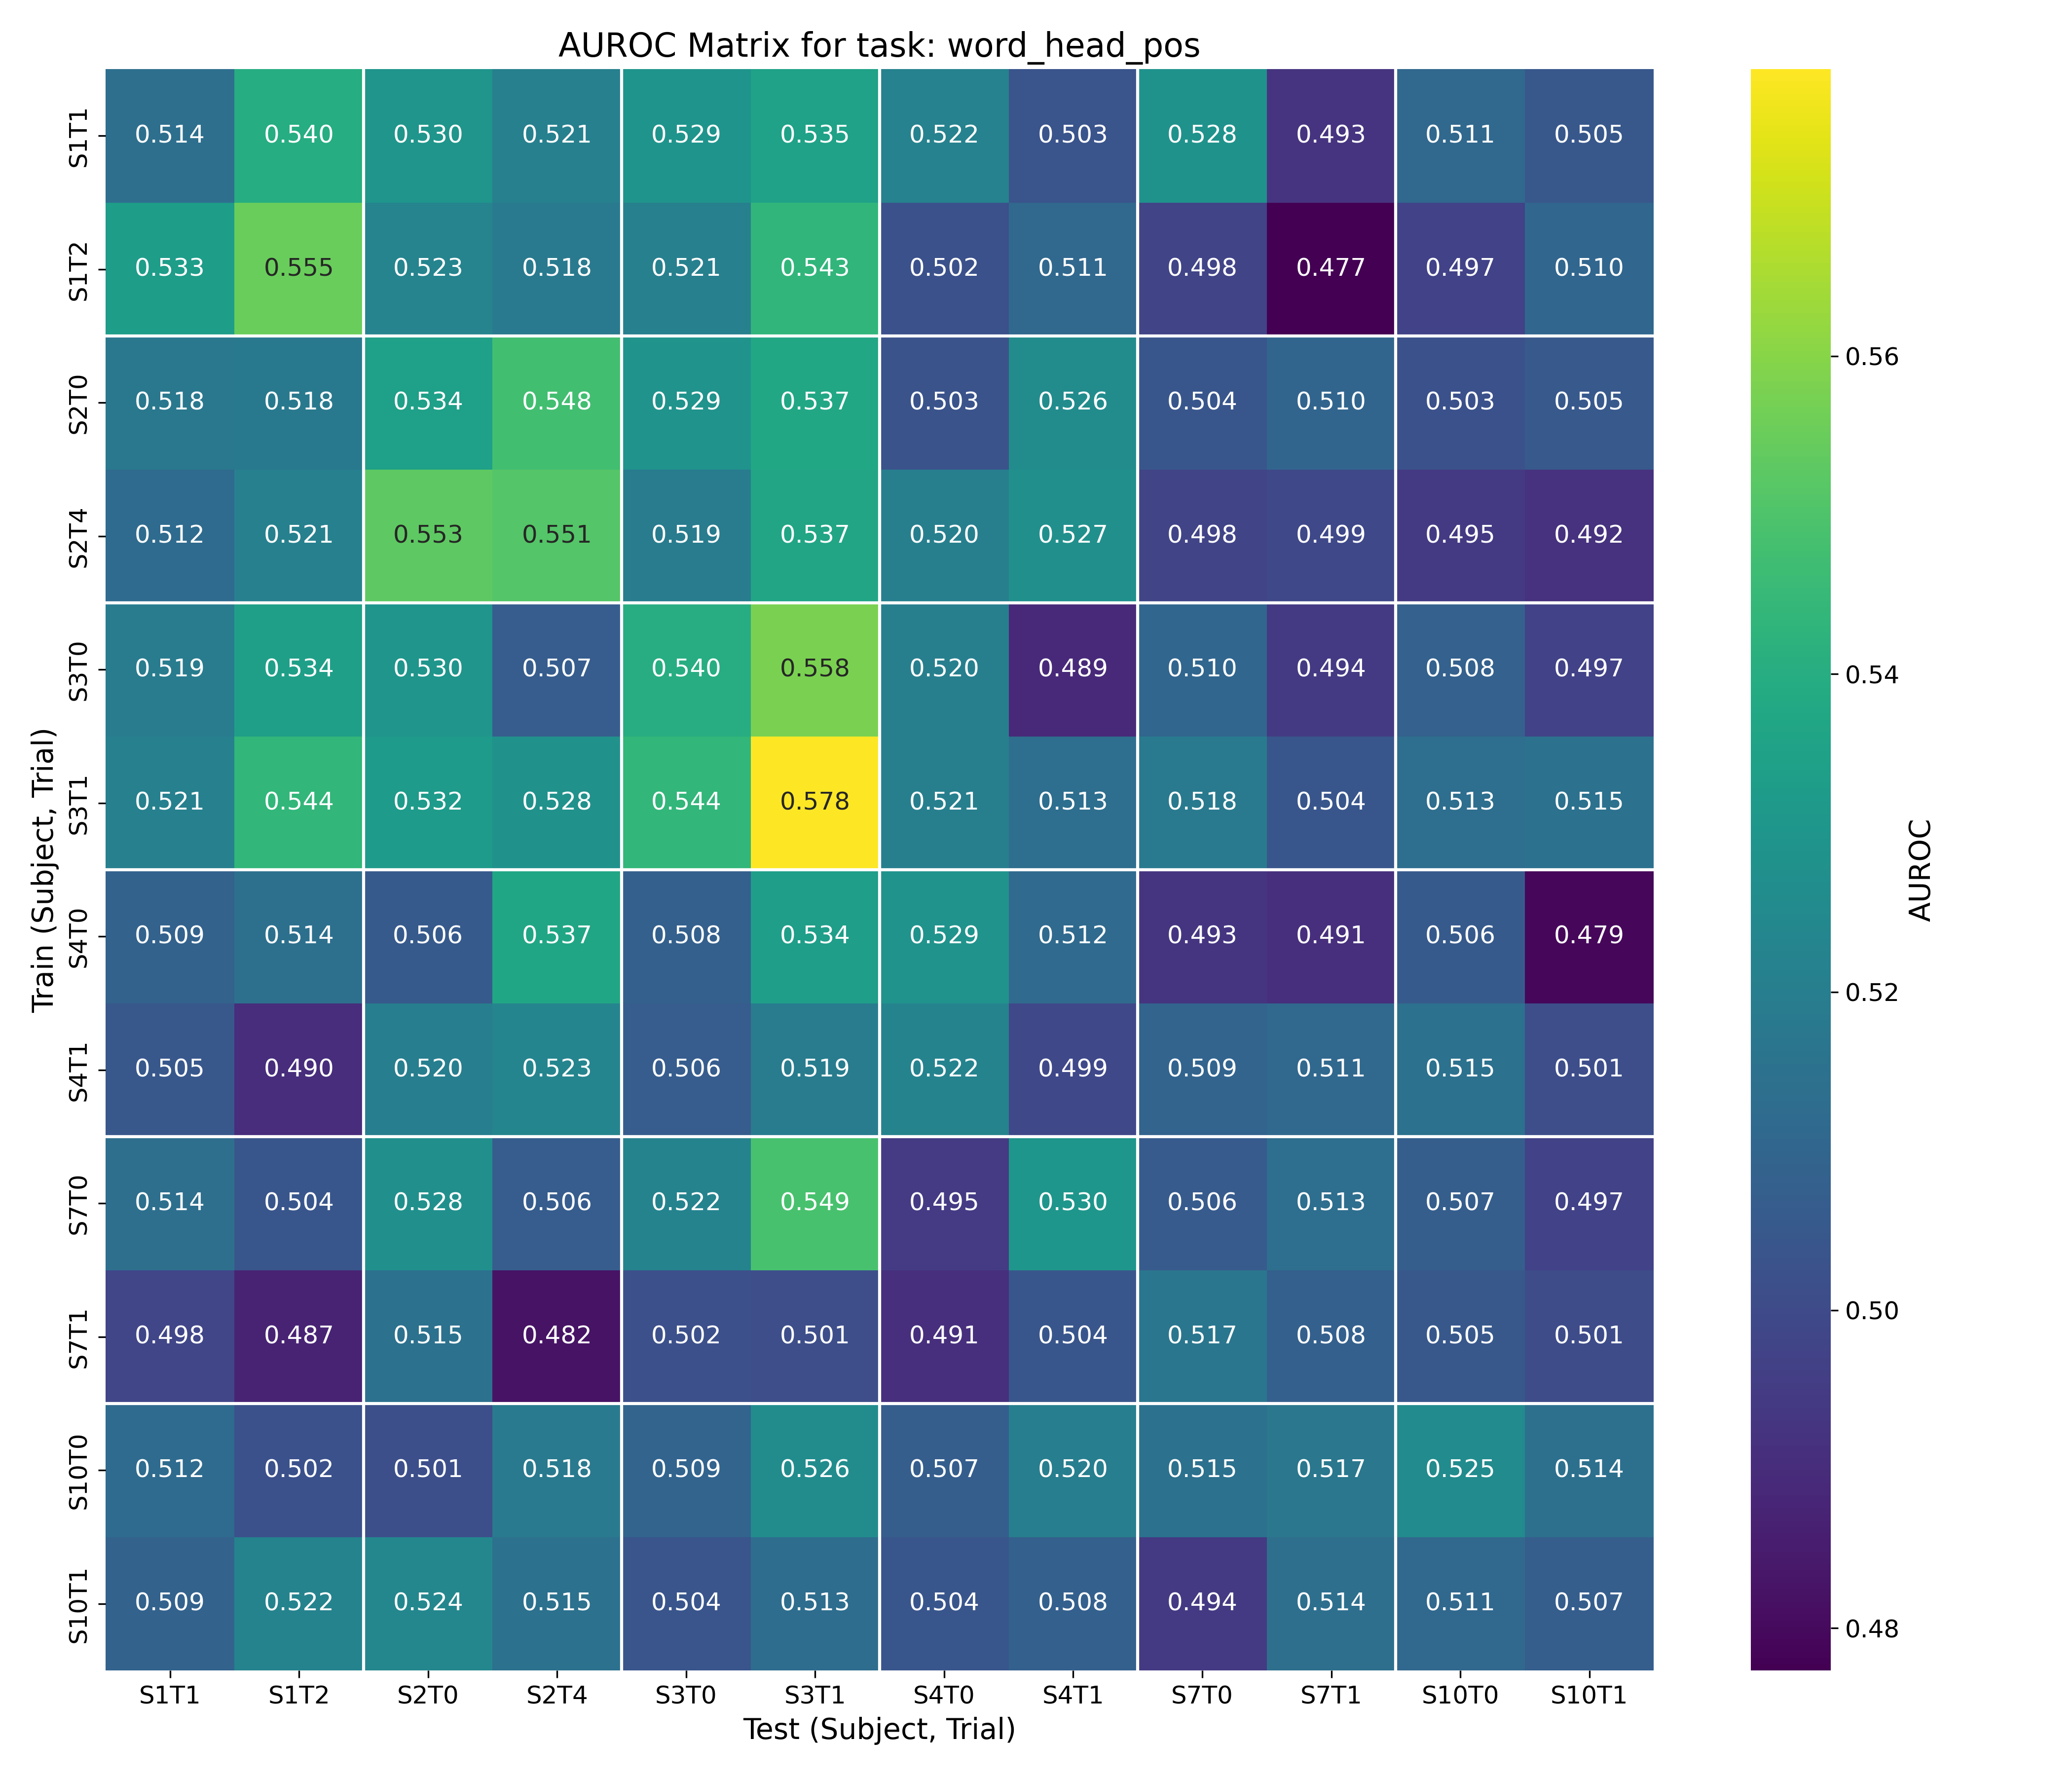 AUROC Matrix for task: word_head_pos
Train (Subject, Trial)
S1T1 0.514 0.540 0.530 0.521 0.529 0.535 0.522 0.503 0.528 0.493 0.511 0.505
S1T2 0.533 0.555 0.523 0.518 0.521 0.543 0.502 0.511 0.498 0.477 0.497 0.510
S2T0 0.518 0.518 0.534 0.548 0.529 0.537 0.503 0.526 0.504 0.510 0.503 0.505
S2T4 0.512 0.521 0.553 0.551 0.519 0.537 0.520 0.527 0.498 0.499 0.495 0.492
S3T0 0.519 0.534 0.530 0.507 0.540 0.558 0.520 0.489 0.510 0.494 0.508 0.497
S3T1 0.521 0.544 0.532 0.528 0.544 0.578 0.521 0.513 0.518 0.504 0.513 0.515
S4T0 0.509 0.514 0.506 0.537 0.508 0.534 0.529 0.512 0.493 0.491 0.506 0.479
S4T1 0.505 0.490 0.520 0.523 0.506 0.519 0.522 0.499 0.509 0.511 0.515 0.501
S7T0 0.514 0.504 0.528 0.506 0.522 0.549 0.495 0.530 0.506 0.513 0.507 0.497
S7T1 0.498 0.487 0.515 0.482 0.502 0.501 0.491 0.504 0.517 0.508 0.505 0.501
S10T0 0.512 0.502 0.501 0.518 0.509 0.526 0.507 0.520 0.515 0.517 0.525 0.514
S10T1 0.509 0.522 0.524 0.515 0.504 0.513 0.504 0.508 0.494 0.514 0.511 0.507
S1T1 S1T2 S2T0 S2T4 S3T0 S3T1 S4T0 S4T1 S7T0 S7T1 S10T0 S10T1
Test (Subject, Trial)
0.56
0.54
0.52
0.50
0.48
AUROC